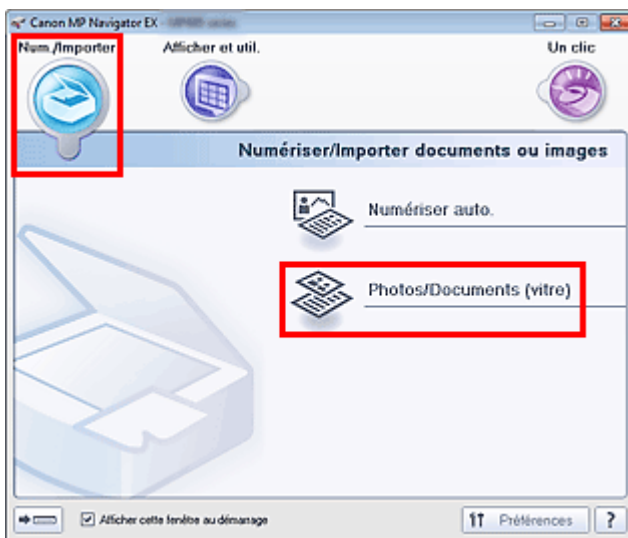 Canon MP Navigator EX
Num./Importer
Afficher et util.
Un clic
Numériser/Importer documents ou images
Numériser auto.
Photos/Documents (vitre)
Afficher cette fenêtre au démarrage
Préférences
?